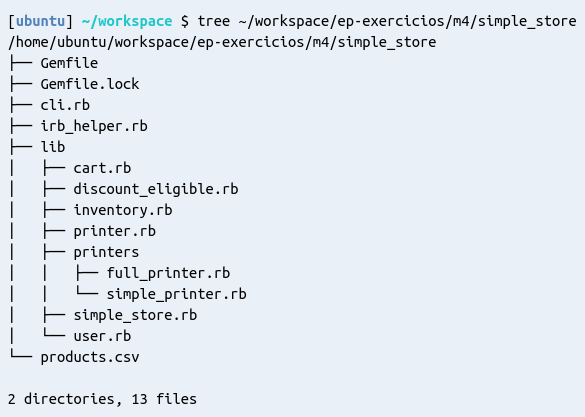 [ubuntu] ~/workspace $ tree ~/workspace/ep-exercicios/m4/simple_store
/home/ubuntu/workspace/ep-exercicios/m4/simple_store
├── Gemfile
├── Gemfile.lock
├── cli.rb
├── irb_helper.rb
├── lib
│   ├── cart.rb
│   ├── discount_eligible.rb
│   ├── inventory.rb
│   ├── printer.rb
│   ├── printers
│   │   ├── full_printer.rb
│   │   └── simple_printer.rb
│   ├── simple_store.rb
│   └── user.rb
└── products.csv

2 directories, 13 files